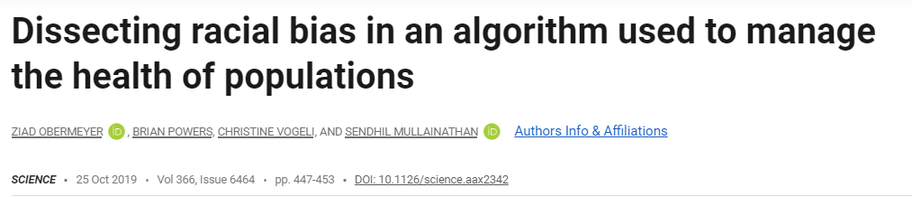 Dissecting racial bias in an algorithm used to manage
the health of populations
ZIAD OBERMEYER iD , BRIAN POWERS, CHRISTINE VOGELI, AND SENDHIL MULLAINATHAN iD Authors Info & Affiliations
SCIENCE • 25 Oct 2019 • Vol 366, Issue 6464 • pp. 447-453 • DOI: 10.1126/science.aax2342